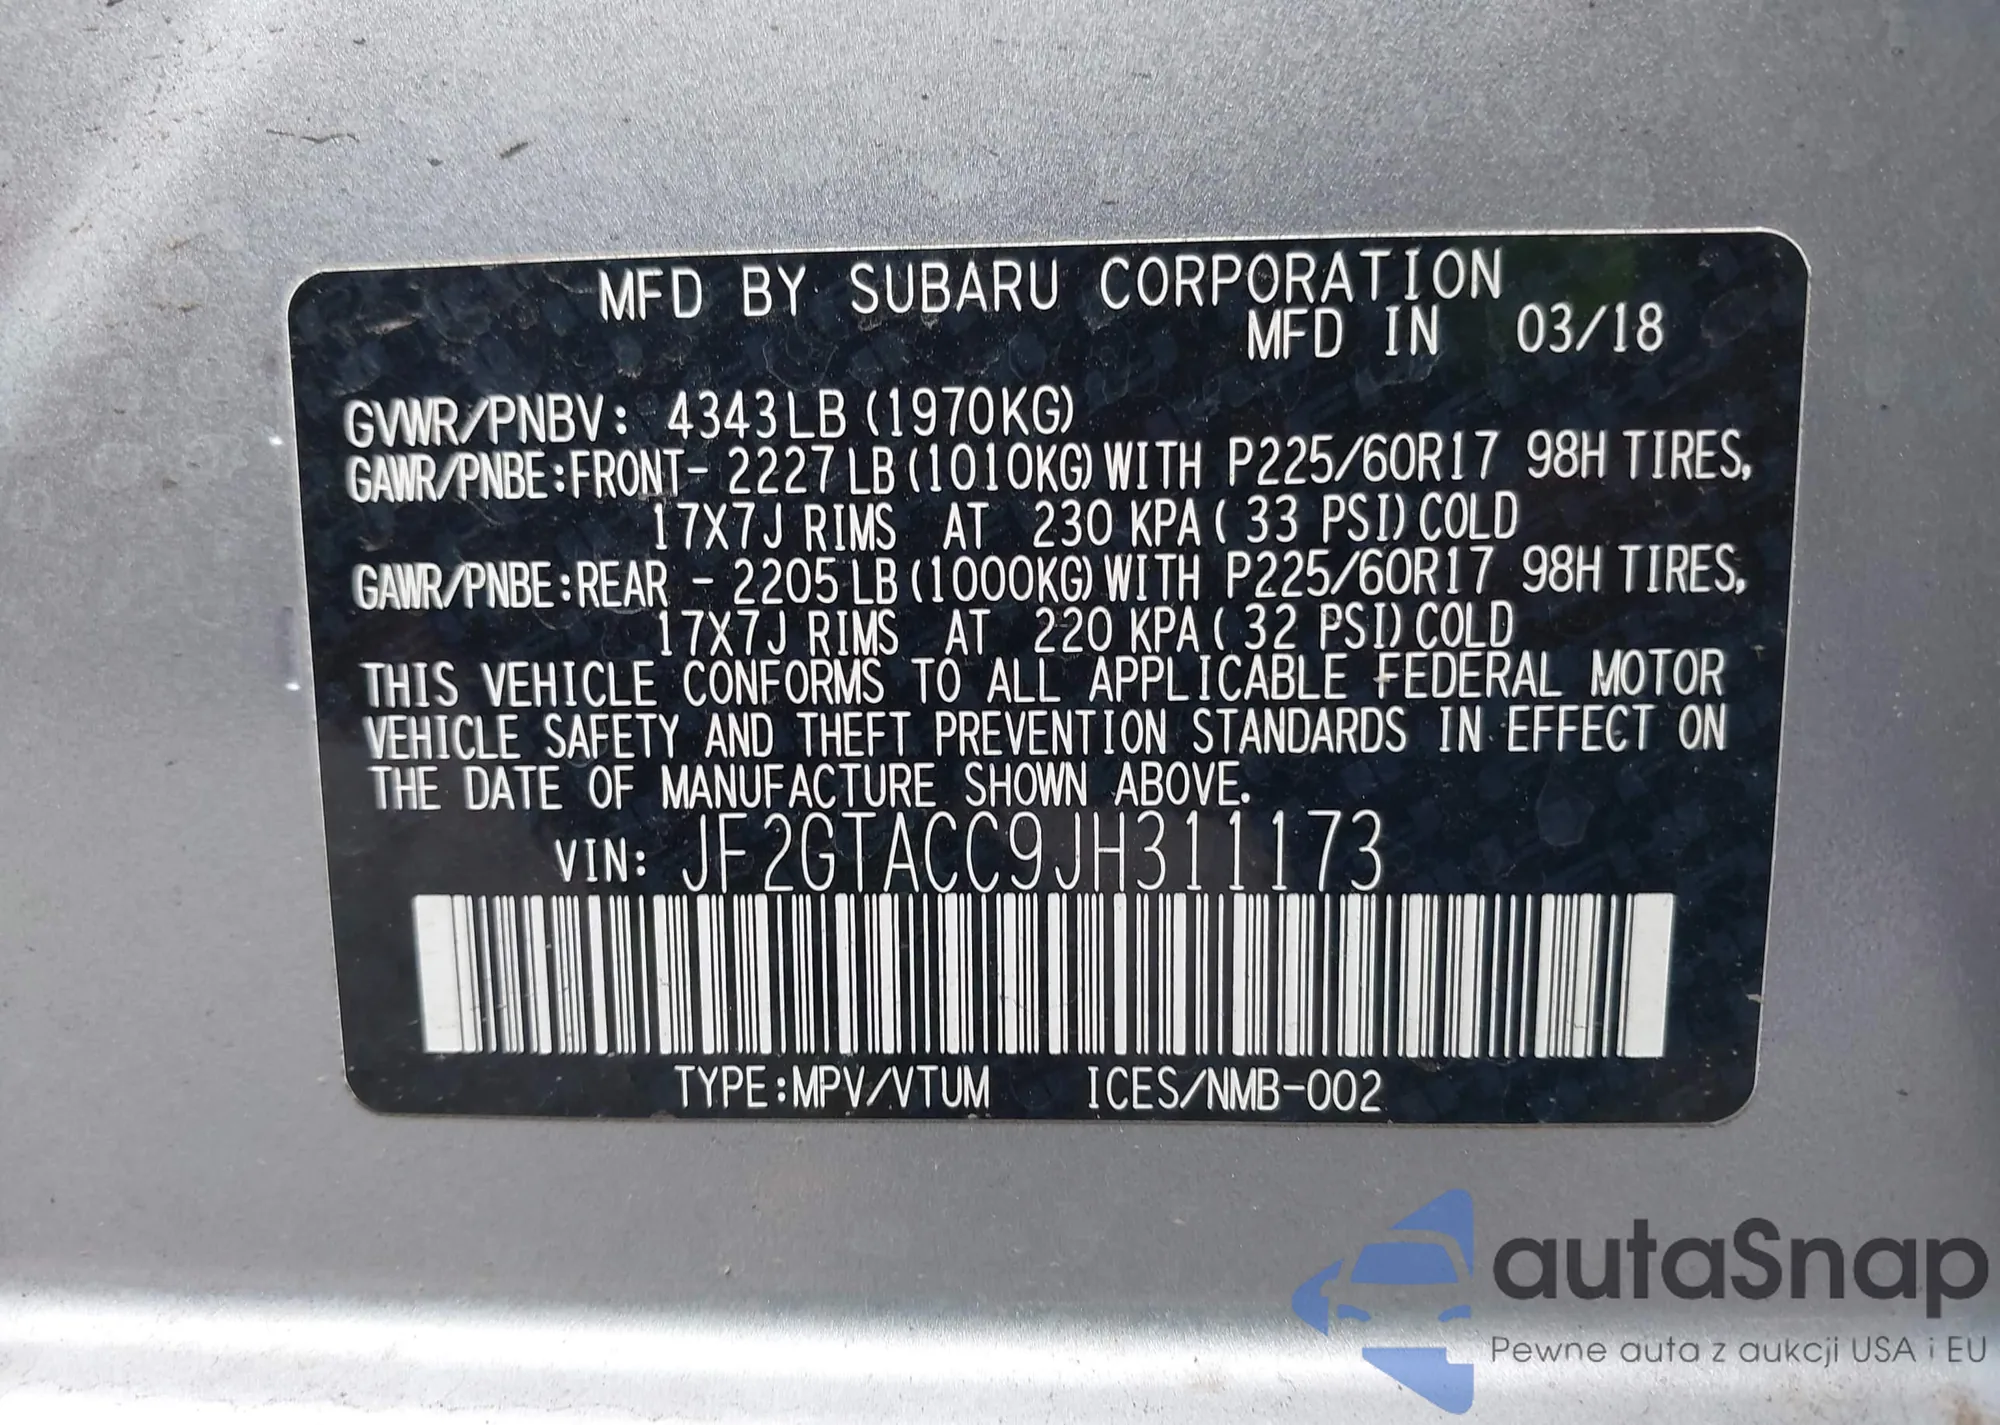 MFD BY SUBARU CORPORATION
MFD IN 03/18
GVWR/PNBV: 4343LB (1970KG)
GAWR/PNBE:FRONT- 2227 LB (1010KG) WITH P225/60R17 98H TIRES,
17X7J RIMS AT 230 KPA ( 33 PSI) COLD
GAWR/PNBE:REAR - 2205 LB (1000KG) WITH P225/60R17 98H TIRES,
17X7J RIMS AT 220 KPA ( 32 PSI) COLD
THIS VEHICLE CONFORMS TO ALL APPLICABLE FEDERAL MOTOR
VEHICLE SAFETY AND THEFT PREVENTION STANDARDS IN EFFECT ON
THE DATE OF MANUFACTURE SHOWN ABOVE.
VIN: JF2GTACC9JH311173
TYPE:MPV/VTUM ICES/NMB-002
autaSnap
Pewne auta z aukcji USA i EU